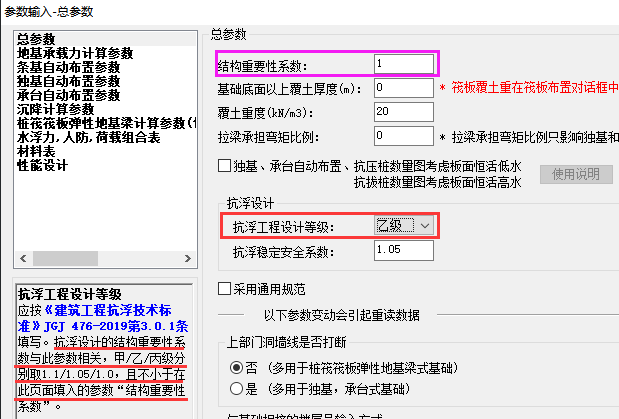 参数输入-总参数
总参数
地基承载力计算参数
条基自动布置参数
独基自动布置参数
承台自动布置参数
沉降计算参数
桩筏筏板弹性地基梁计算参数(
水浮力,人防,荷载组合表
材料表
性能设计
抗浮工程设计等级
应按《建筑工程抗浮技术标
准》JGJ 476-2019第3.0.1条
填写。抗浮设计的结构重要性系
数与此参数相关，甲/乙/丙级分
别取1.1/1.05/1.0，且不小于在
此页面填入的参数“结构重要性
系数”。
总参数
结构重要性系数: 1
基础底面以上覆土厚度(m): 0 * 筏板覆土重在筏板布置对话框中
覆土重度(kN/m3): 20
拉梁承担弯矩比例: 0 * 拉梁承担弯矩比例只影响独基和
独基、承台自动布置、抗压桩数量图考虑板面恒活低水
抗拔桩数量图考虑板面恒活高水
使用说明
抗浮设计
抗浮工程设计等级: 乙级
抗浮稳定安全系数: 1.05
采用通用规范
以下参数变动会引起重读数据
上部门洞墙线是否打断
否 (多用于桩筏筏板弹性地基梁式基础)
是 (多用于独基,承台式基础)
与基础相接的楼层号输入方式